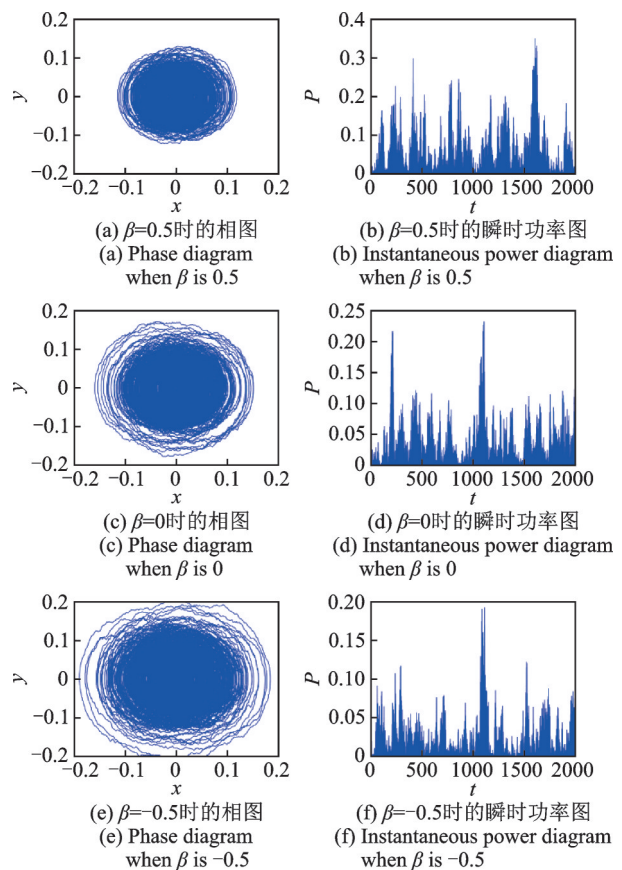 0.2
0.1
0
−0.1
−0.2
y
−0.2 −0.1 0 0.1 0.2
x
(a) β=0.5时的相图
(a) Phase diagram
when β is 0.5
0.4
0.3
0.2
0.1
0
P
0 500 1000 1500 2000
t
(b) β=0.5时的瞬时功率图
(b) Instantaneous power diagram
when β is 0.5
0.2
0.1
0
−0.1
−0.2
y
−0.2 −0.1 0 0.1 0.2
x
(c) β=0时的相图
(c) Phase diagram
when β is 0
0.25
0.20
0.15
0.10
0.05
0
P
0 500 1000 1500 2000
t
(d) β=0时的瞬时功率图
(d) Instantaneous power diagram
when β is 0
0.2
0.1
0
−0.1
−0.2
y
−0.2 −0.1 0 0.1 0.2
x
(e) β=−0.5时的相图
(e) Phase diagram
when β is −0.5
0.20
0.15
0.10
0.05
0
P
0 500 1000 1500 2000
t
(f) β=−0.5时的瞬时功率图
(f) Instantaneous power diagram
when β is −0.5